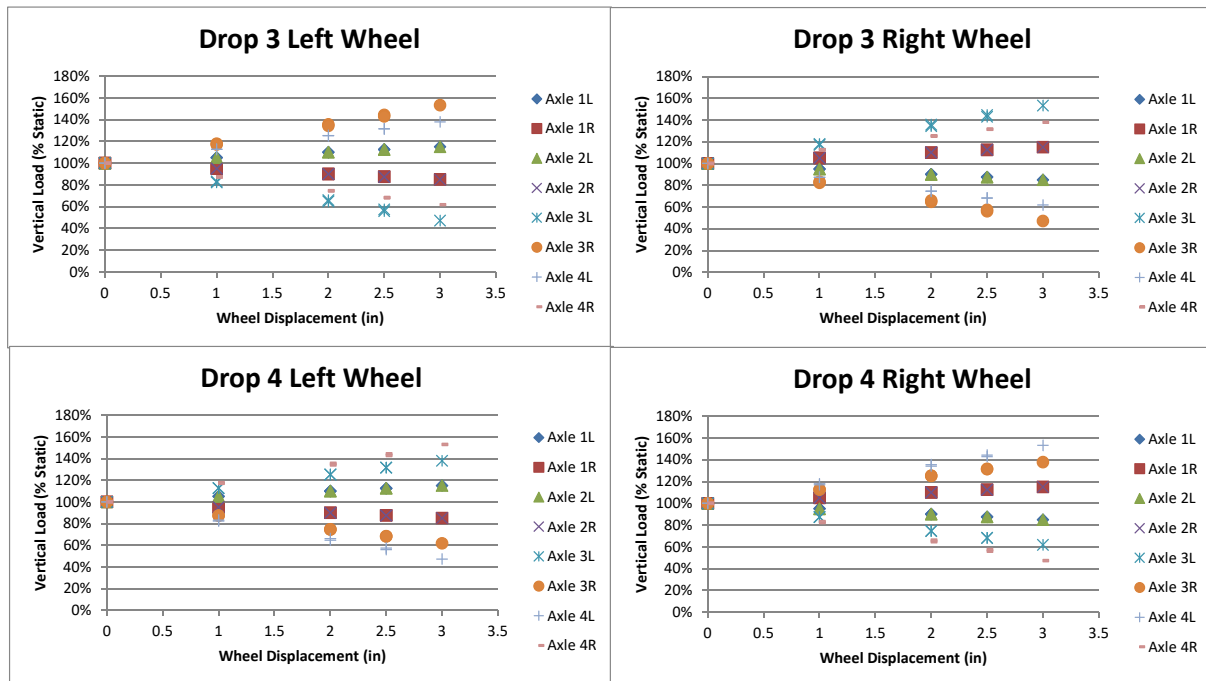 Drop 3 Left Wheel
Vertical Load (% Static)
180%
160%
140%
120%
100%
80%
60%
40%
20%
0%
0 0.5 1 1.5 2 2.5 3 3.5
Wheel Displacement (in)
Axle 1L
Axle 1R
Axle 2L
Axle 2R
Axle 3L
Axle 3R
Axle 4L
Axle 4R
Drop 3 Right Wheel
Vertical Load (% Static)
180%
160%
140%
120%
100%
80%
60%
40%
20%
0%
0 0.5 1 1.5 2 2.5 3 3.5
Wheel Displacement (in)
Axle 1L
Axle 1R
Axle 2L
Axle 2R
Axle 3L
Axle 3R
Axle 4L
Axle 4R
Drop 4 Left Wheel
Vertical Load (% Static)
180%
160%
140%
120%
100%
80%
60%
40%
20%
0%
0 0.5 1 1.5 2 2.5 3 3.5
Wheel Displacement (in)
Axle 1L
Axle 1R
Axle 2L
Axle 2R
Axle 3L
Axle 3R
Axle 4L
Axle 4R
Drop 4 Right Wheel
Vertical Load (% Static)
180%
160%
140%
120%
100%
80%
60%
40%
20%
0%
0 0.5 1 1.5 2 2.5 3 3.5
Wheel Displacement (in)
Axle 1L
Axle 1R
Axle 2L
Axle 2R
Axle 3L
Axle 3R
Axle 4L
Axle 4R